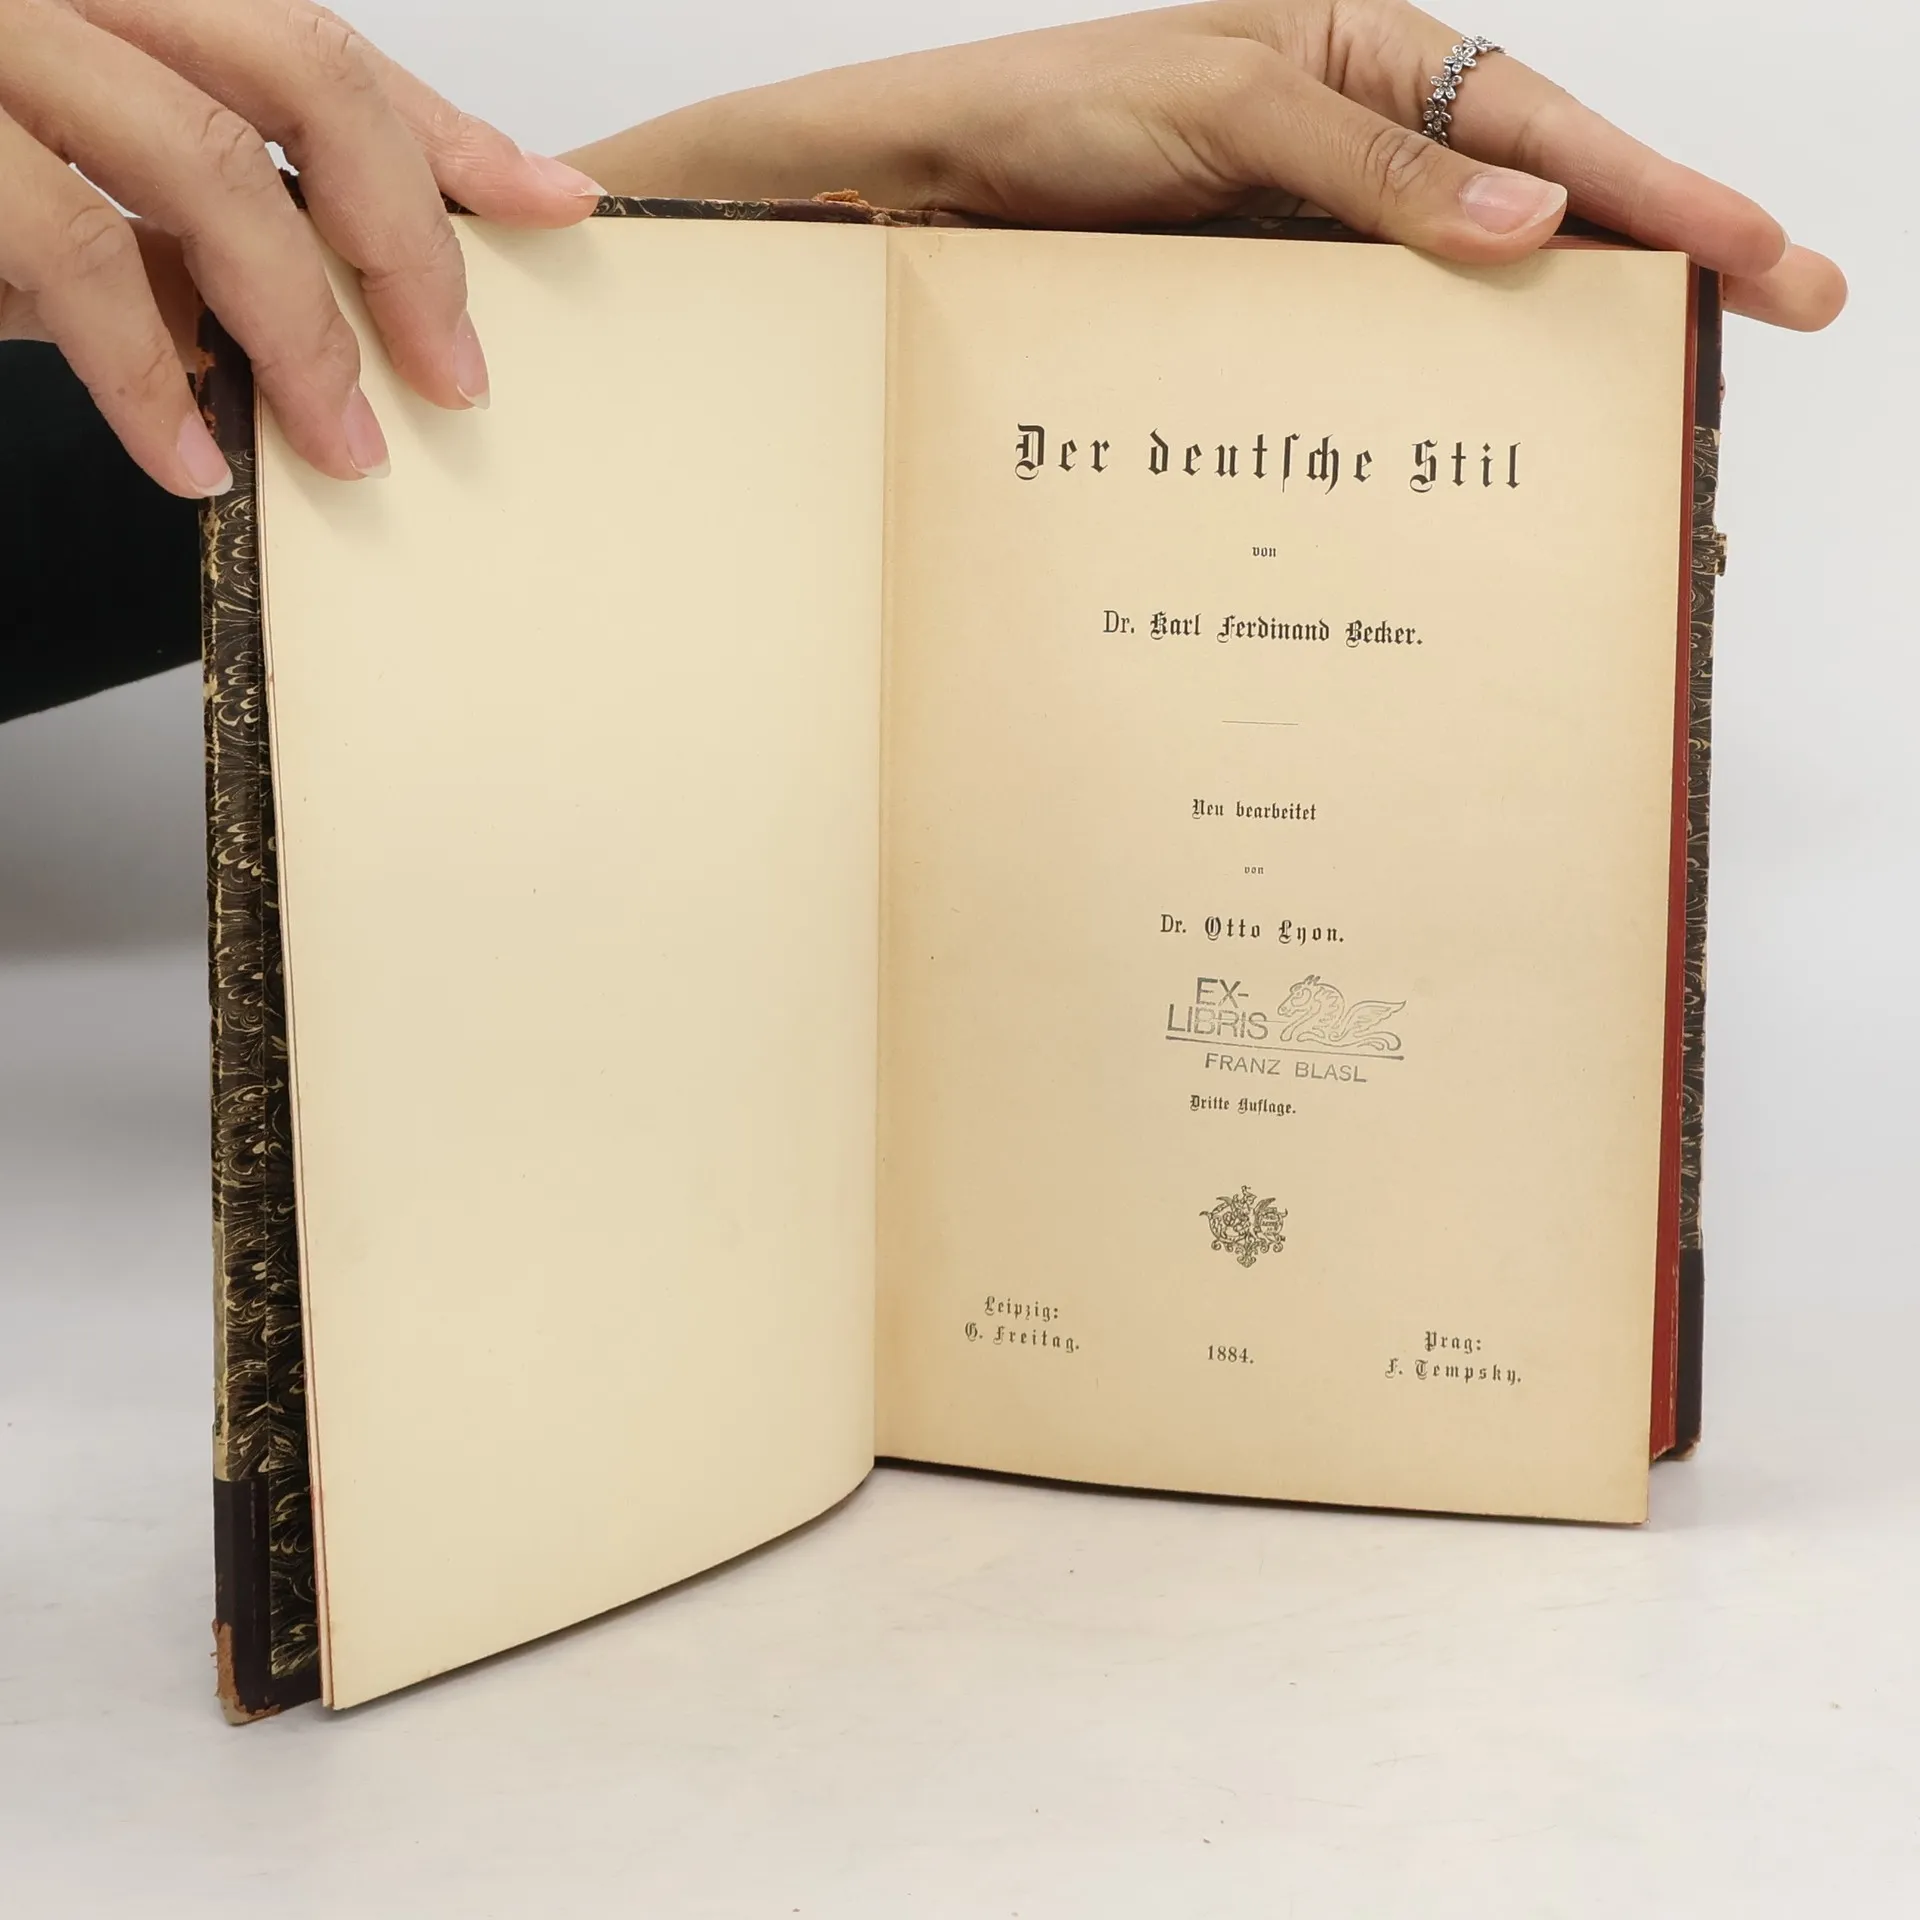 Der deutſche Stil
von
Dr. Karl Ferdinand Becker.
Neu bearbeitet
von
Dr. Otto Lyon.
EX-
LIBRIS
FRANZ BLASL
Dritte Auflage.
Leipzig:
G. Freitag.
1884.
Prag:
F. Tempsky.